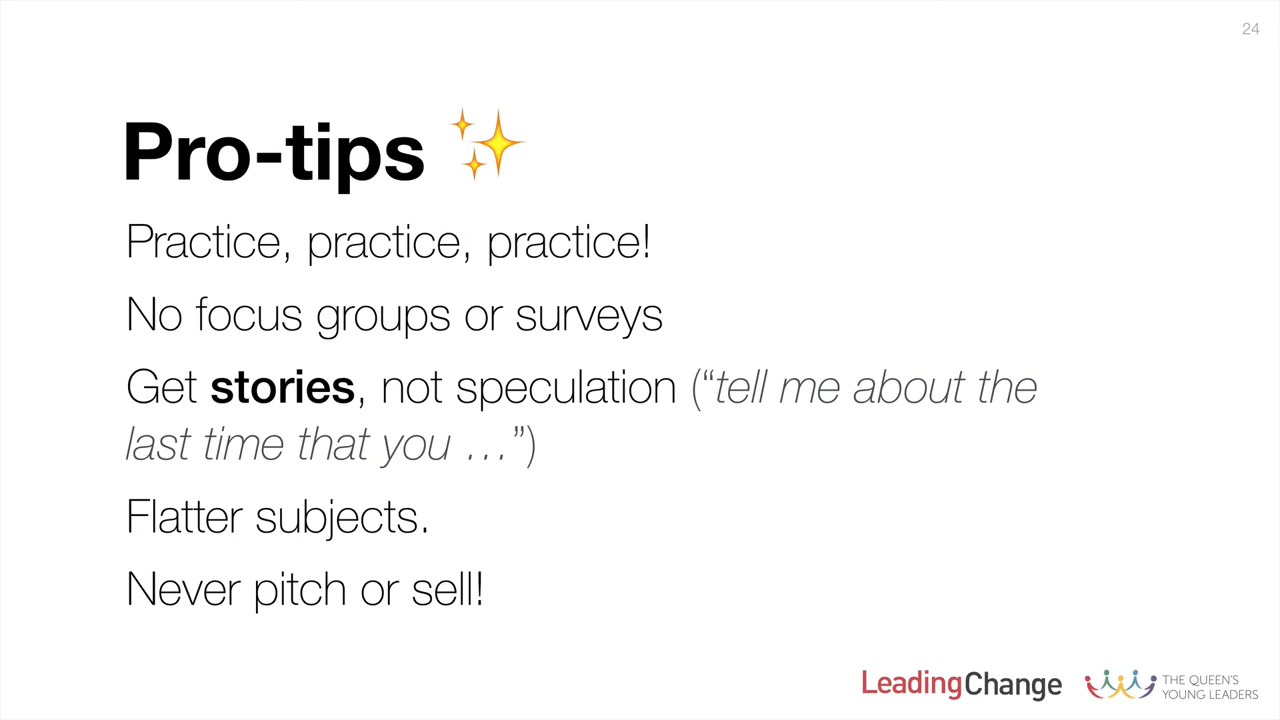 24
Pro-tips ✨
Practice, practice, practice!
No focus groups or surveys
Get stories, not speculation (“tell me about the
last time that you …”)
Flatter subjects.
Never pitch or sell!
LeadingChange
THE QUEEN'S
YOUNG LEADERS